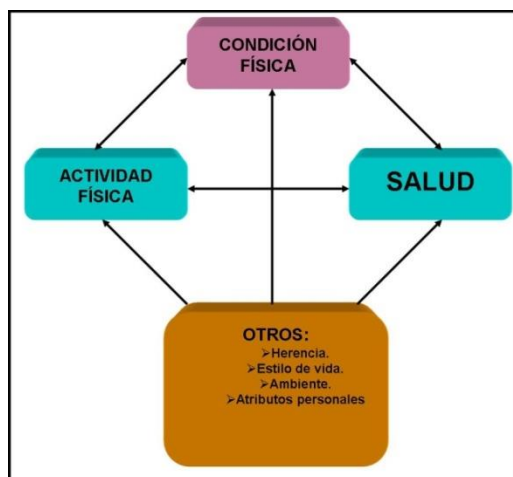 CONDICIÓN
FÍSICA
ACTIVIDAD
FÍSICA
SALUD
OTROS:
➢Herencia.
➢Estilo de vida.
➢Ambiente.
➢Atributos personales